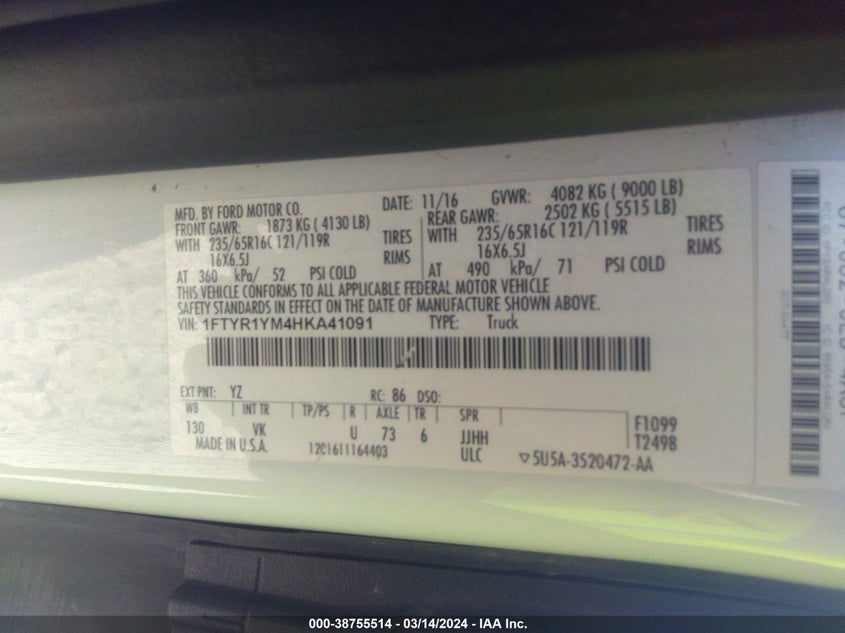 MFD. BY FORD MOTOR CO. DATE: 11/16 GVWR: 4082 KG ( 9000 LB)
FRONT GAWR: 1873 KG ( 4130 LB) REAR GAWR: 2502 KG ( 5515 LB)
WITH 235/65R16C 121/119R TIRES WITH 235/65R16C 121/119R TIRES
16X6.5J RIMS 16X6.5J RIMS
AT 360 kPa/ 52 PSI COLD AT 490 kPa/ 71 PSI COLD
THIS VEHICLE CONFORMS TO ALL APPLICABLE FEDERAL MOTOR VEHICLE
SAFETY STANDARDS IN EFFECT ON THE DATE OF MANUFACTURE SHOWN ABOVE.
VIN: 1FTYR1YM4HKA41091 TYPE: Truck
EXT PNT: YZ RC: 86 DSO:
WB INT TR TP/PS R AXLE TR SPR
130 VK U 73 6 JJHH F1099
MADE IN U.S.A. 12C1611164403 ULC T2498
▽5U5A-3520472-AA
000-38755514 - 03/14/2024 - IAA Inc.